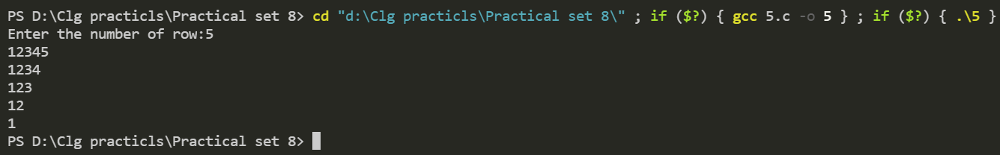 PS D:\Clg practicls\Practical set 8> cd "d:\Clg practicls\Practical set 8\" ; if ($?) { gcc 5.c -o 5 } ; if ($?) { .\5 }
Enter the number of row:5
12345
1234
123
12
1
PS D:\Clg practicls\Practical set 8>